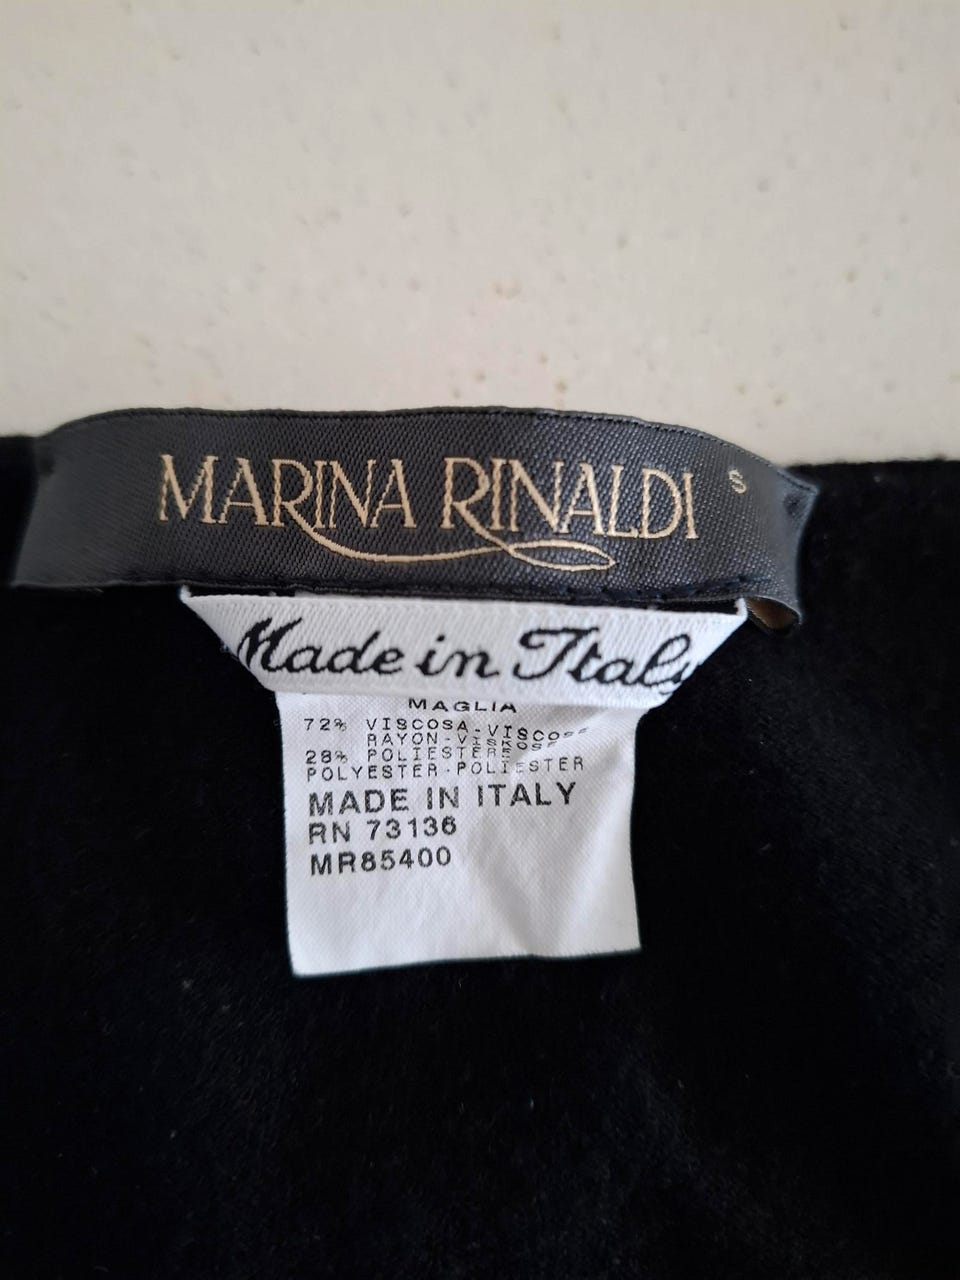 MARINA RINALDI S
Made in Italy
MAGLIA
72% VISCOSA-VISCOSE
RAYON-VISKOSE
28% POLIESTERE
POLYESTER-POLIESTER
MADE IN ITALY
RN 73136
MR85400